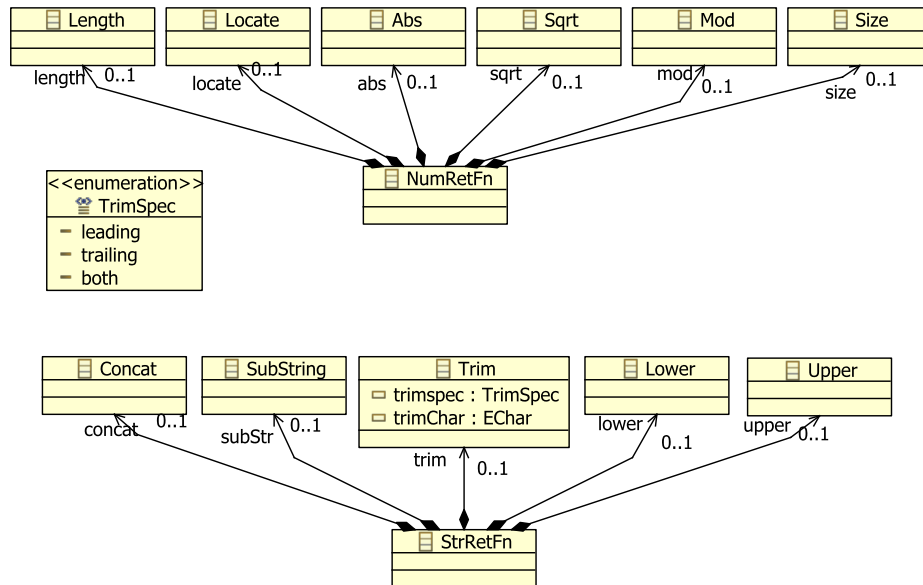 Length
Locate
Abs
Sqrt
Mod
Size
length
0..1
locate
0..1
abs
0..1
sqrt
0..1
mod
0..1
size
0..1
NumRetFn
<<enumeration>>
TrimSpec
leading
trailing
both
Concat
SubString
Trim
trimspec : TrimSpec
trimChar : EChar
Lower
Upper
concat
0..1
subStr
0..1
trim
0..1
lower
0..1
upper
0..1
StrRetFn